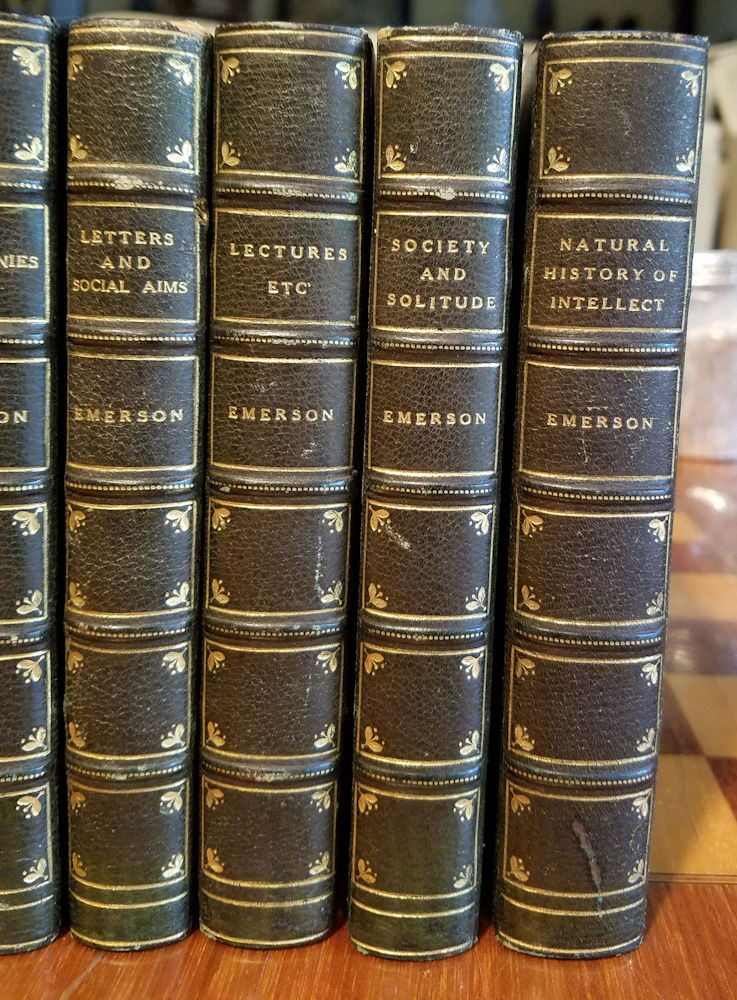 NIES
ON
LETTERS
AND
SOCIAL AIMS
EMERSON
LECTURES
ETC'
EMERSON
SOCIETY
AND
SOLITUDE
EMERSON
NATURAL
HISTORY OF
INTELLECT
EMERSON